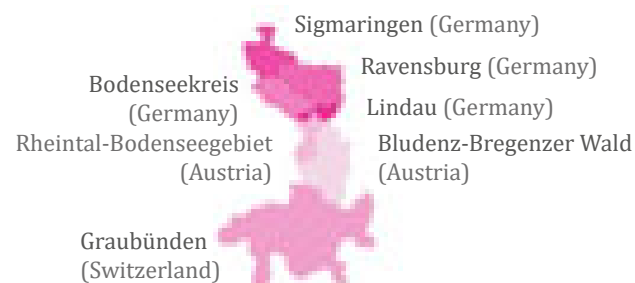 Sigmaringen (Germany)
Ravensburg (Germany)
Bodenseekreis
(Germany)
Lindau (Germany)
Rheintal-Bodenseegebiet
(Austria)
Bludenz-Bregenzer Wald
(Austria)
Graubünden
(Switzerland)